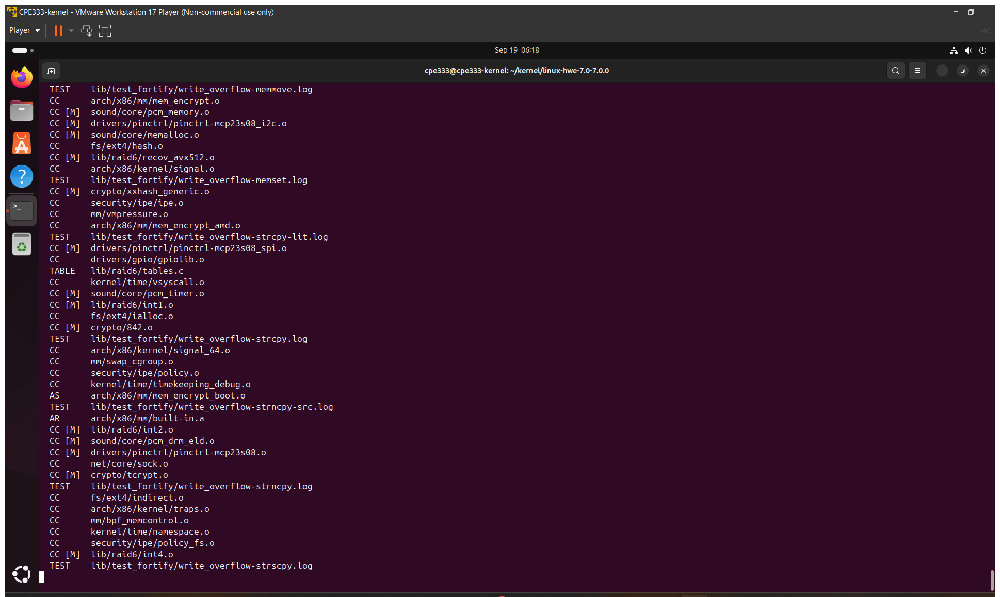 CPE333-kernel - VMware Workstation 17 Player (Non-commercial use only)
Player
Sep 19 06:18
cpe333@cpe333-kernel: ~/kernel/linux-hwe-7.0-7.0.0
TEST lib/test_fortify/write_overflow-memmove.log
CC arch/x86/mm/mem_encrypt.o
CC [M] sound/core/pcm_memory.o
CC [M] drivers/pinctrl/pinctrl-mcp23s08_i2c.o
CC [M] sound/core/memalloc.o
CC fs/ext4/hash.o
CC [M] lib/raid6/recov_avx512.o
CC arch/x86/kernel/signal.o
TEST lib/test_fortify/write_overflow-memset.log
CC [M] crypto/xxhash_generic.o
CC security/ipe/ipe.o
CC mm/vmpressure.o
CC arch/x86/mm/mem_encrypt_amd.o
TEST lib/test_fortify/write_overflow-strcpy-lit.log
CC [M] drivers/pinctrl/pinctrl-mcp23s08_spi.o
CC drivers/gpio/gpiolib.o
TABLE lib/raid6/tables.c
CC kernel/time/vsyscall.o
CC [M] sound/core/pcm_timer.o
CC [M] lib/raid6/int1.o
CC fs/ext4/ialloc.o
CC [M] crypto/842.o
TEST lib/test_fortify/write_overflow-strcpy.log
CC arch/x86/kernel/signal_64.o
CC mm/swap_cgroup.o
CC security/ipe/policy.o
CC kernel/time/timekeeping_debug.o
AS arch/x86/mm/mem_encrypt_boot.o
TEST lib/test_fortify/write_overflow-strncpy-src.log
AR arch/x86/mm/built-in.a
CC [M] lib/raid6/int2.o
CC [M] sound/core/pcm_drm_eld.o
CC [M] drivers/pinctrl/pinctrl-mcp23s08.o
CC net/core/sock.o
CC [M] crypto/tcrypt.o
TEST lib/test_fortify/write_overflow-strncpy.log
CC fs/ext4/indirect.o
CC arch/x86/kernel/traps.o
CC mm/bpf_memcontrol.o
CC kernel/time/namespace.o
CC security/ipe/policy_fs.o
CC [M] lib/raid6/int4.o
TEST lib/test_fortify/write_overflow-strscpy.log